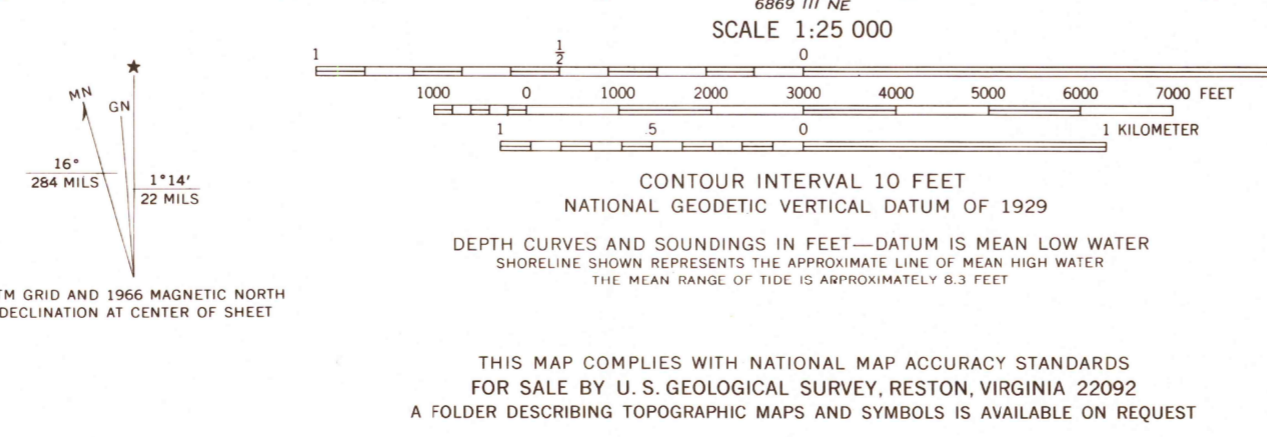 6869 III NE
SCALE 1:25 000
1 ½ 0
1000 0 1000 2000 3000 4000 5000 6000 7000 FEET
1 .5 0 1 KILOMETER
MN
GN
16°
284 MILS
1°14′
22 MILS
TM GRID AND 1966 MAGNETIC NORTH
DECLINATION AT CENTER OF SHEET
CONTOUR INTERVAL 10 FEET
NATIONAL GEODETIC VERTICAL DATUM OF 1929
DEPTH CURVES AND SOUNDINGS IN FEET—DATUM IS MEAN LOW WATER
SHORELINE SHOWN REPRESENTS THE APPROXIMATE LINE OF MEAN HIGH WATER
THE MEAN RANGE OF TIDE IS APPROXIMATELY 8.3 FEET
THIS MAP COMPLIES WITH NATIONAL MAP ACCURACY STANDARDS
FOR SALE BY U. S. GEOLOGICAL SURVEY, RESTON, VIRGINIA 22092
A FOLDER DESCRIBING TOPOGRAPHIC MAPS AND SYMBOLS IS AVAILABLE ON REQUEST